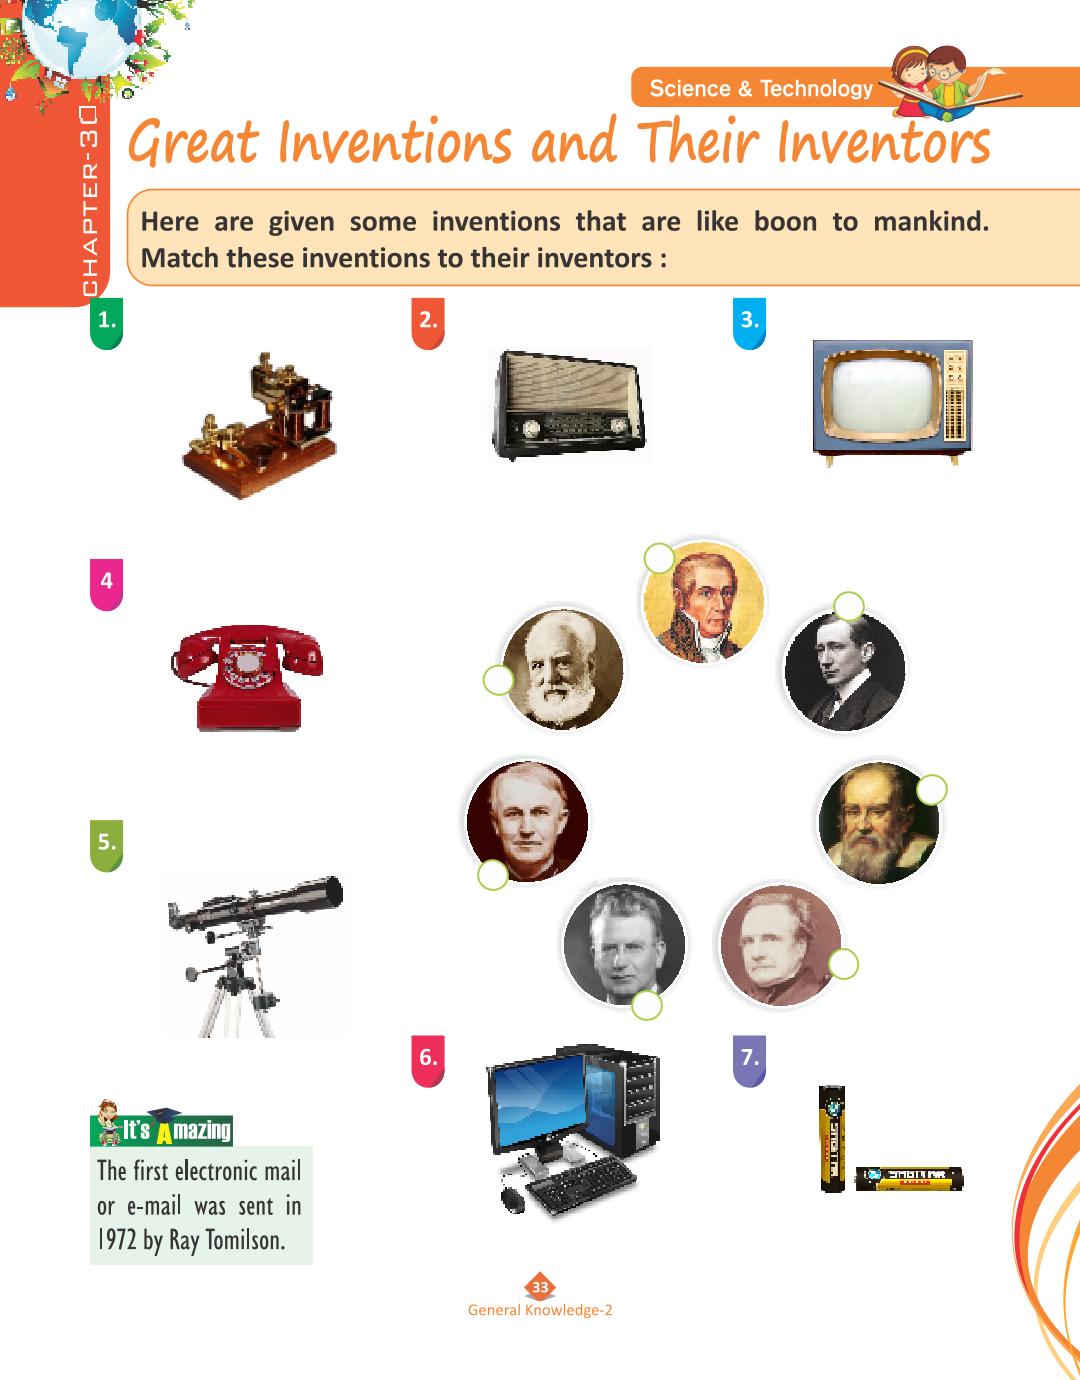 Science & Technology
CHAPTER-30
Great Inventions and Their Inventors
Here are given some inventions that are like boon to mankind.
Match these inventions to their inventors :
1.
2.
3.
4
5.
6.
7.
It's Amazing
The first electronic mail
or e-mail was sent in
1972 by Ray Tomilson.
33
General Knowledge-2